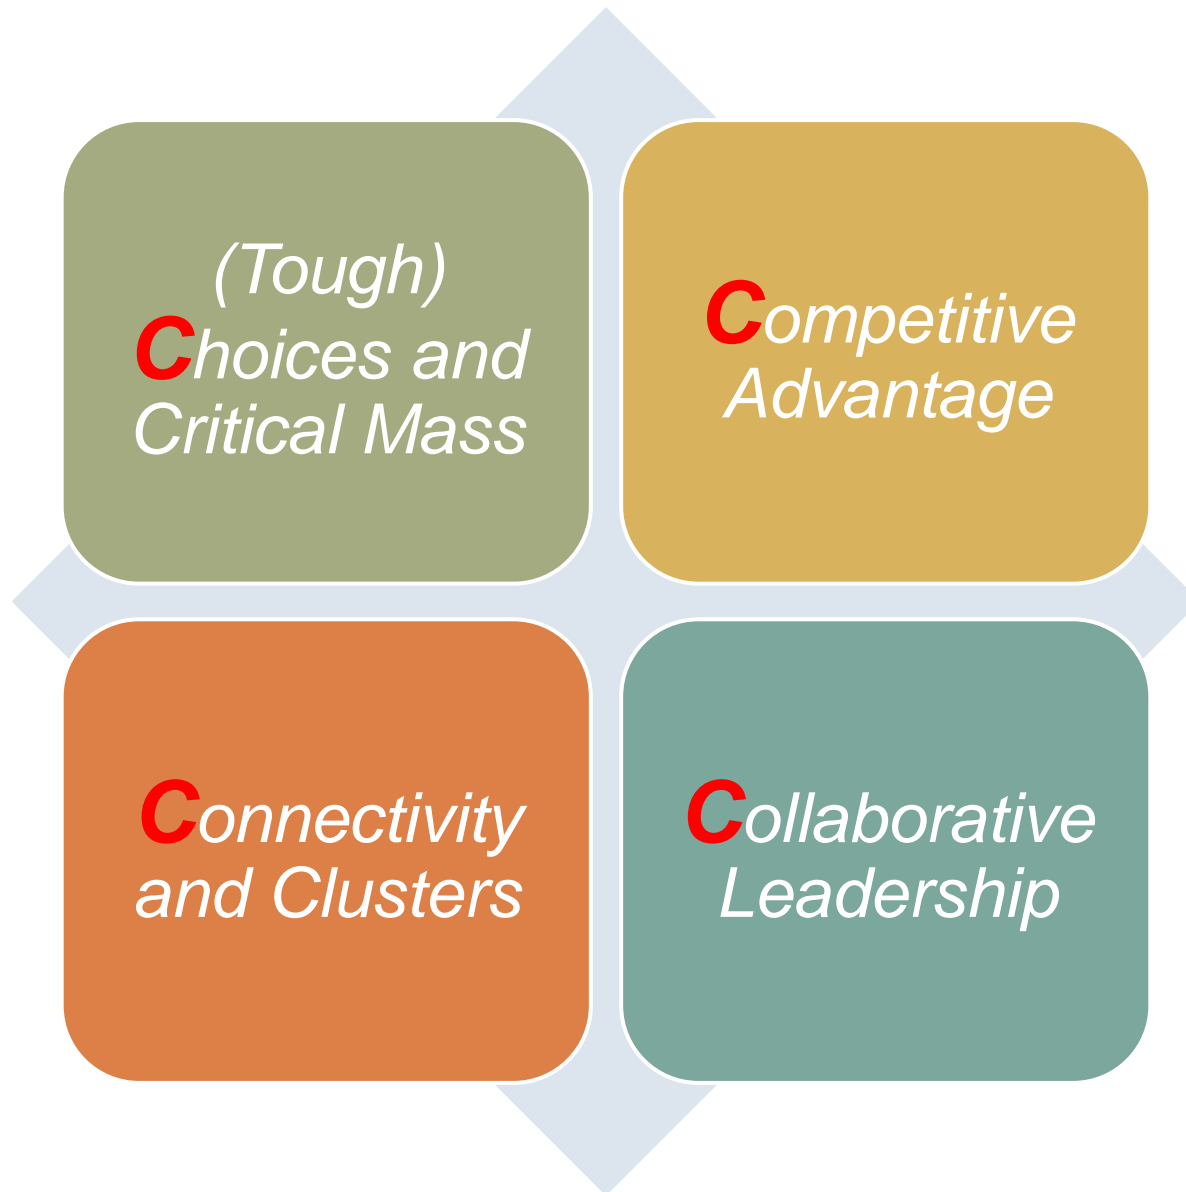 (Tough)
Choices and
Critical Mass
Competitive
Advantage
Connectivity
and Clusters
Collaborative
Leadership